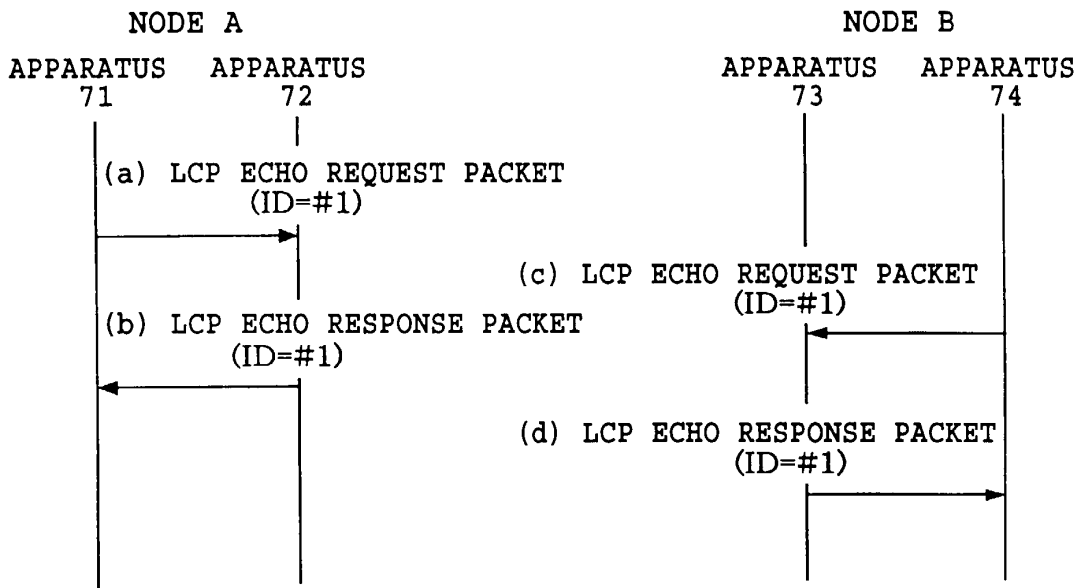 NODE A
NODE B
APPARATUS 71
APPARATUS 72
APPARATUS 73
APPARATUS 74
(a) LCP ECHO REQUEST PACKET
(ID=#1)
(c) LCP ECHO REQUEST PACKET
(ID=#1)
(b) LCP ECHO RESPONSE PACKET
(ID=#1)
(d) LCP ECHO RESPONSE PACKET
(ID=#1)